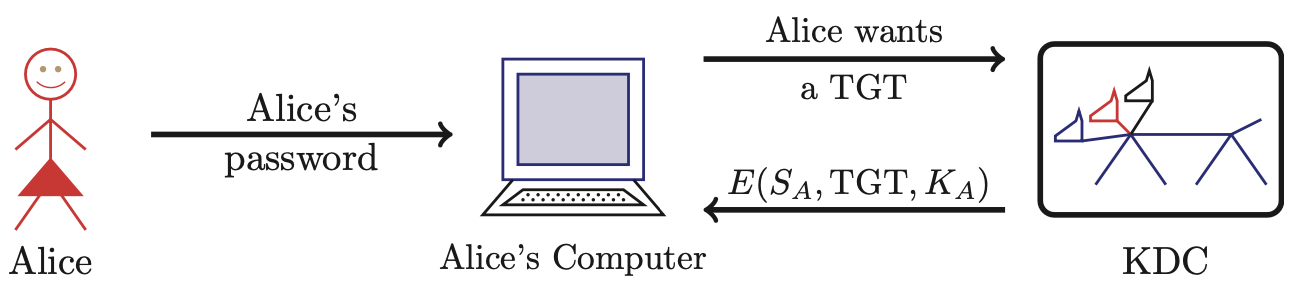 Alice wants
a TGT
Alice's
password
E(S_A, TGT, K_A)
Alice
Alice's Computer
KDC